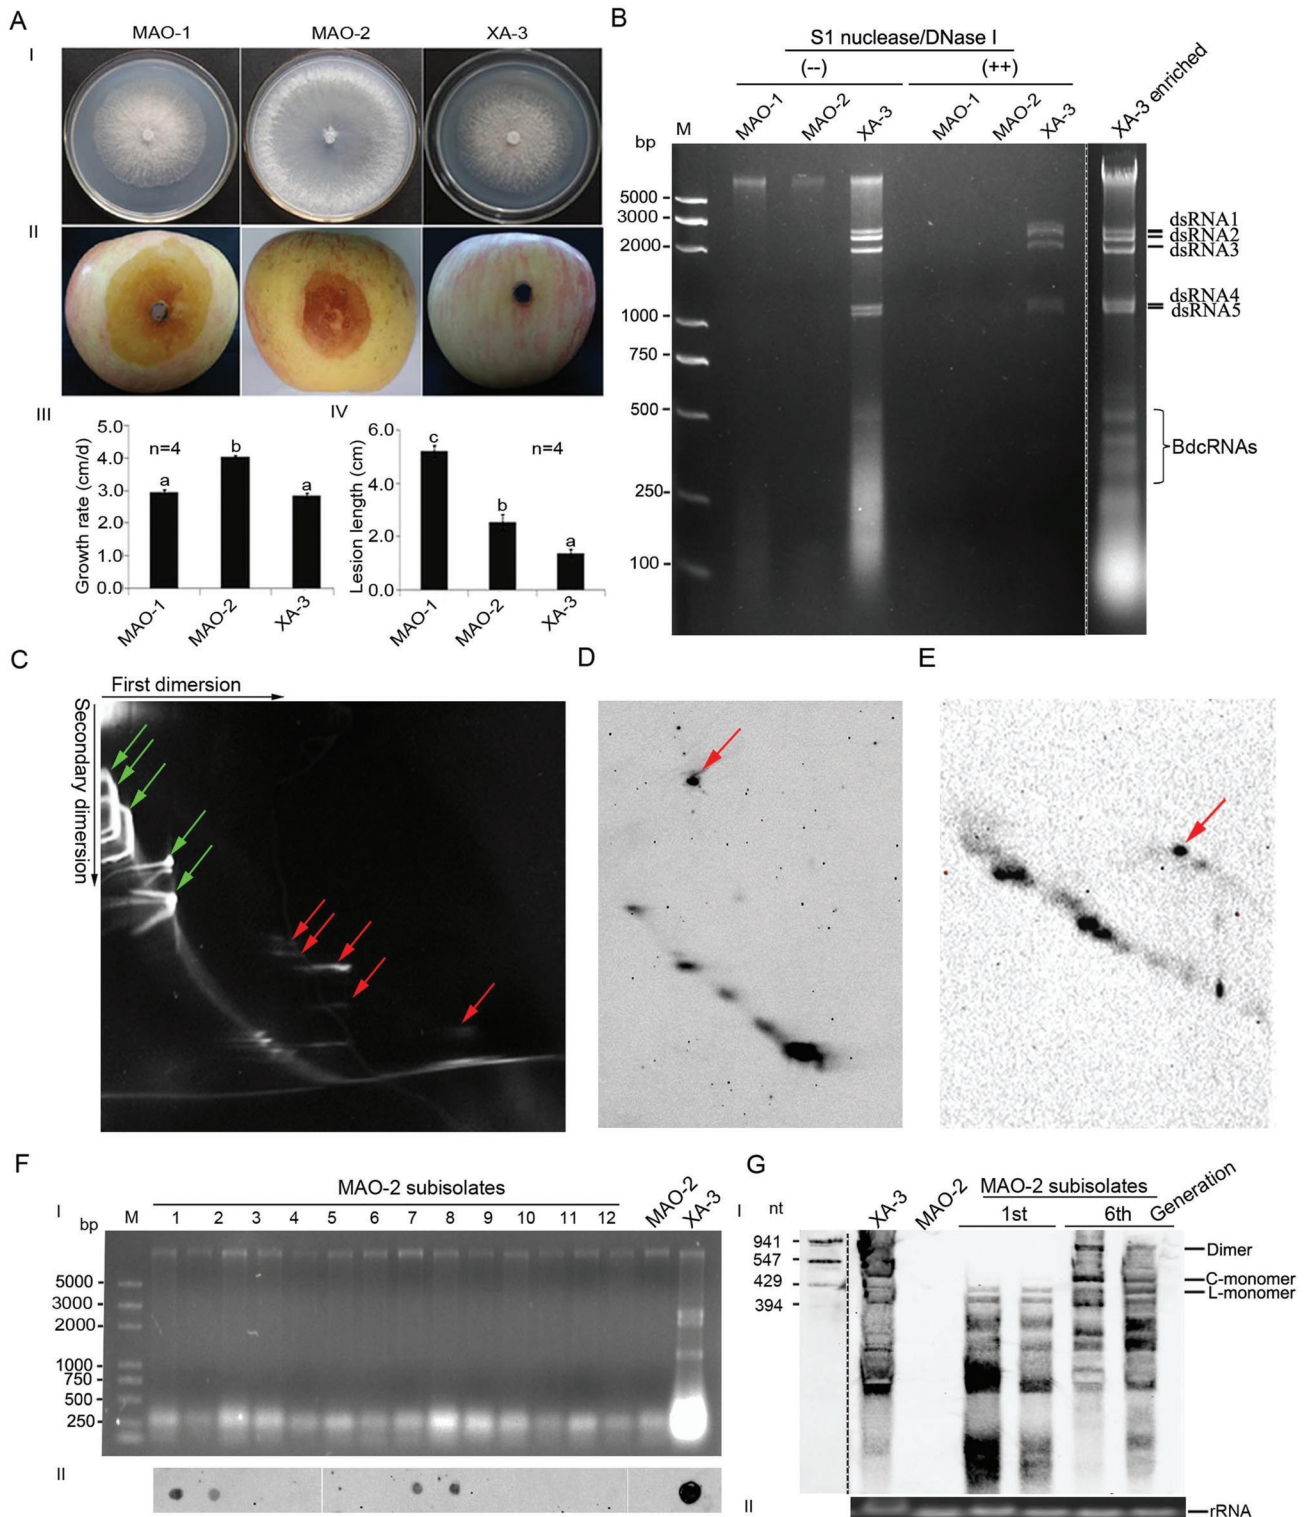 A
MAO-1
MAO-2
XA-3
I
II
III
5.0
4.0
3.0
2.0
1.0
0.0
Growth rate (cm/d)
n=4
a
b
a
MAO-1
MAO-2
XA-3
IV
6.0
4.0
2.0
0.0
Lesion length (cm)
n=4
c
b
a
MAO-1
MAO-2
XA-3
B
S1 nuclease/DNase I
(--)
(++)
M
MAO-1
MAO-2
XA-3
MAO-1
MAO-2
XA-3
XA-3 enriched
bp
5000
3000
2000
1000
750
500
250
100
dsRNA1
dsRNA2
dsRNA3
dsRNA4
dsRNA5
BdcRNAs
C
First dimersion
Secondary dimersion
D
E
F
I
MAO-2 subisolates
bp
M
1 2 3 4 5 6 7 8 9 10 11 12
MAO-2
XA-3
5000
3000
2000
1000
750
500
250
II
G
I
nt
XA-3
MAO-2
MAO-2 subisolates
1st
6th
Generation
941
547
429
394
Dimer
C-monomer
L-monomer
II
rRNA